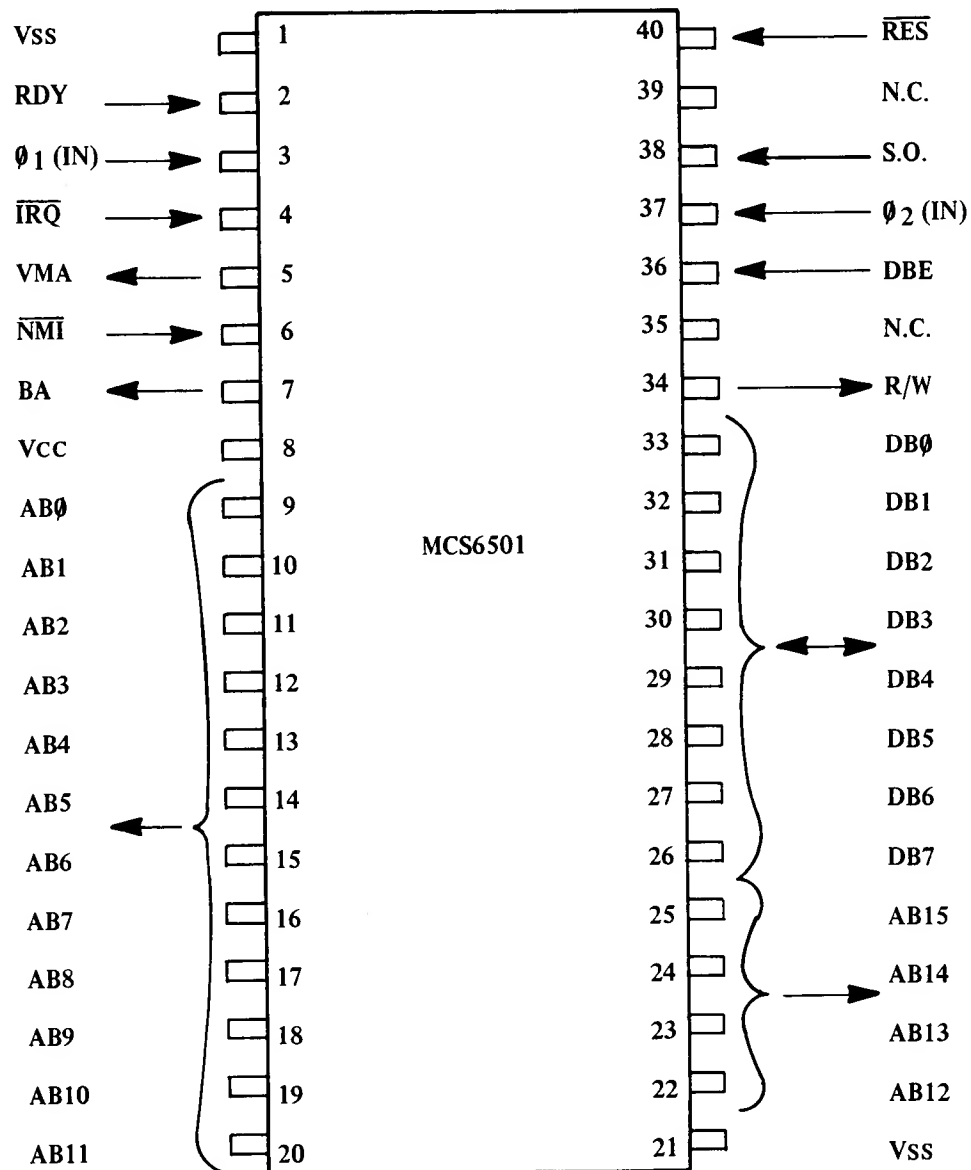 Vss 1 40 R̅E̅S̅
RDY 2 39 N.C.
Ø1 (IN) 3 38 S.O.
I̅R̅Q̅ 4 37 Ø2 (IN)
VMA 5 36 DBE
N̅M̅I̅ 6 35 N.C.
BA 7 34 R/W
Vcc 8 33 DBØ
ABØ 9 32 DB1
MCS6501
AB1 10 31 DB2
AB2 11 30 DB3
AB3 12 29 DB4
AB4 13 28 DB5
AB5 14 27 DB6
AB6 15 26 DB7
AB7 16 25 AB15
AB8 17 24 AB14
AB9 18 23 AB13
AB10 19 22 AB12
AB11 20 21 Vss